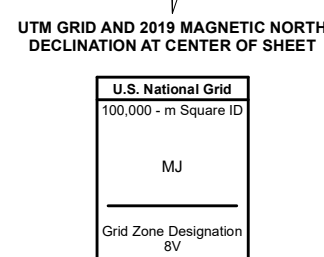 UTM GRID AND 2019 MAGNETIC NORTH
DECLINATION AT CENTER OF SHEET
U.S. National Grid
100,000 - m Square ID
MJ
Grid Zone Designation
8V